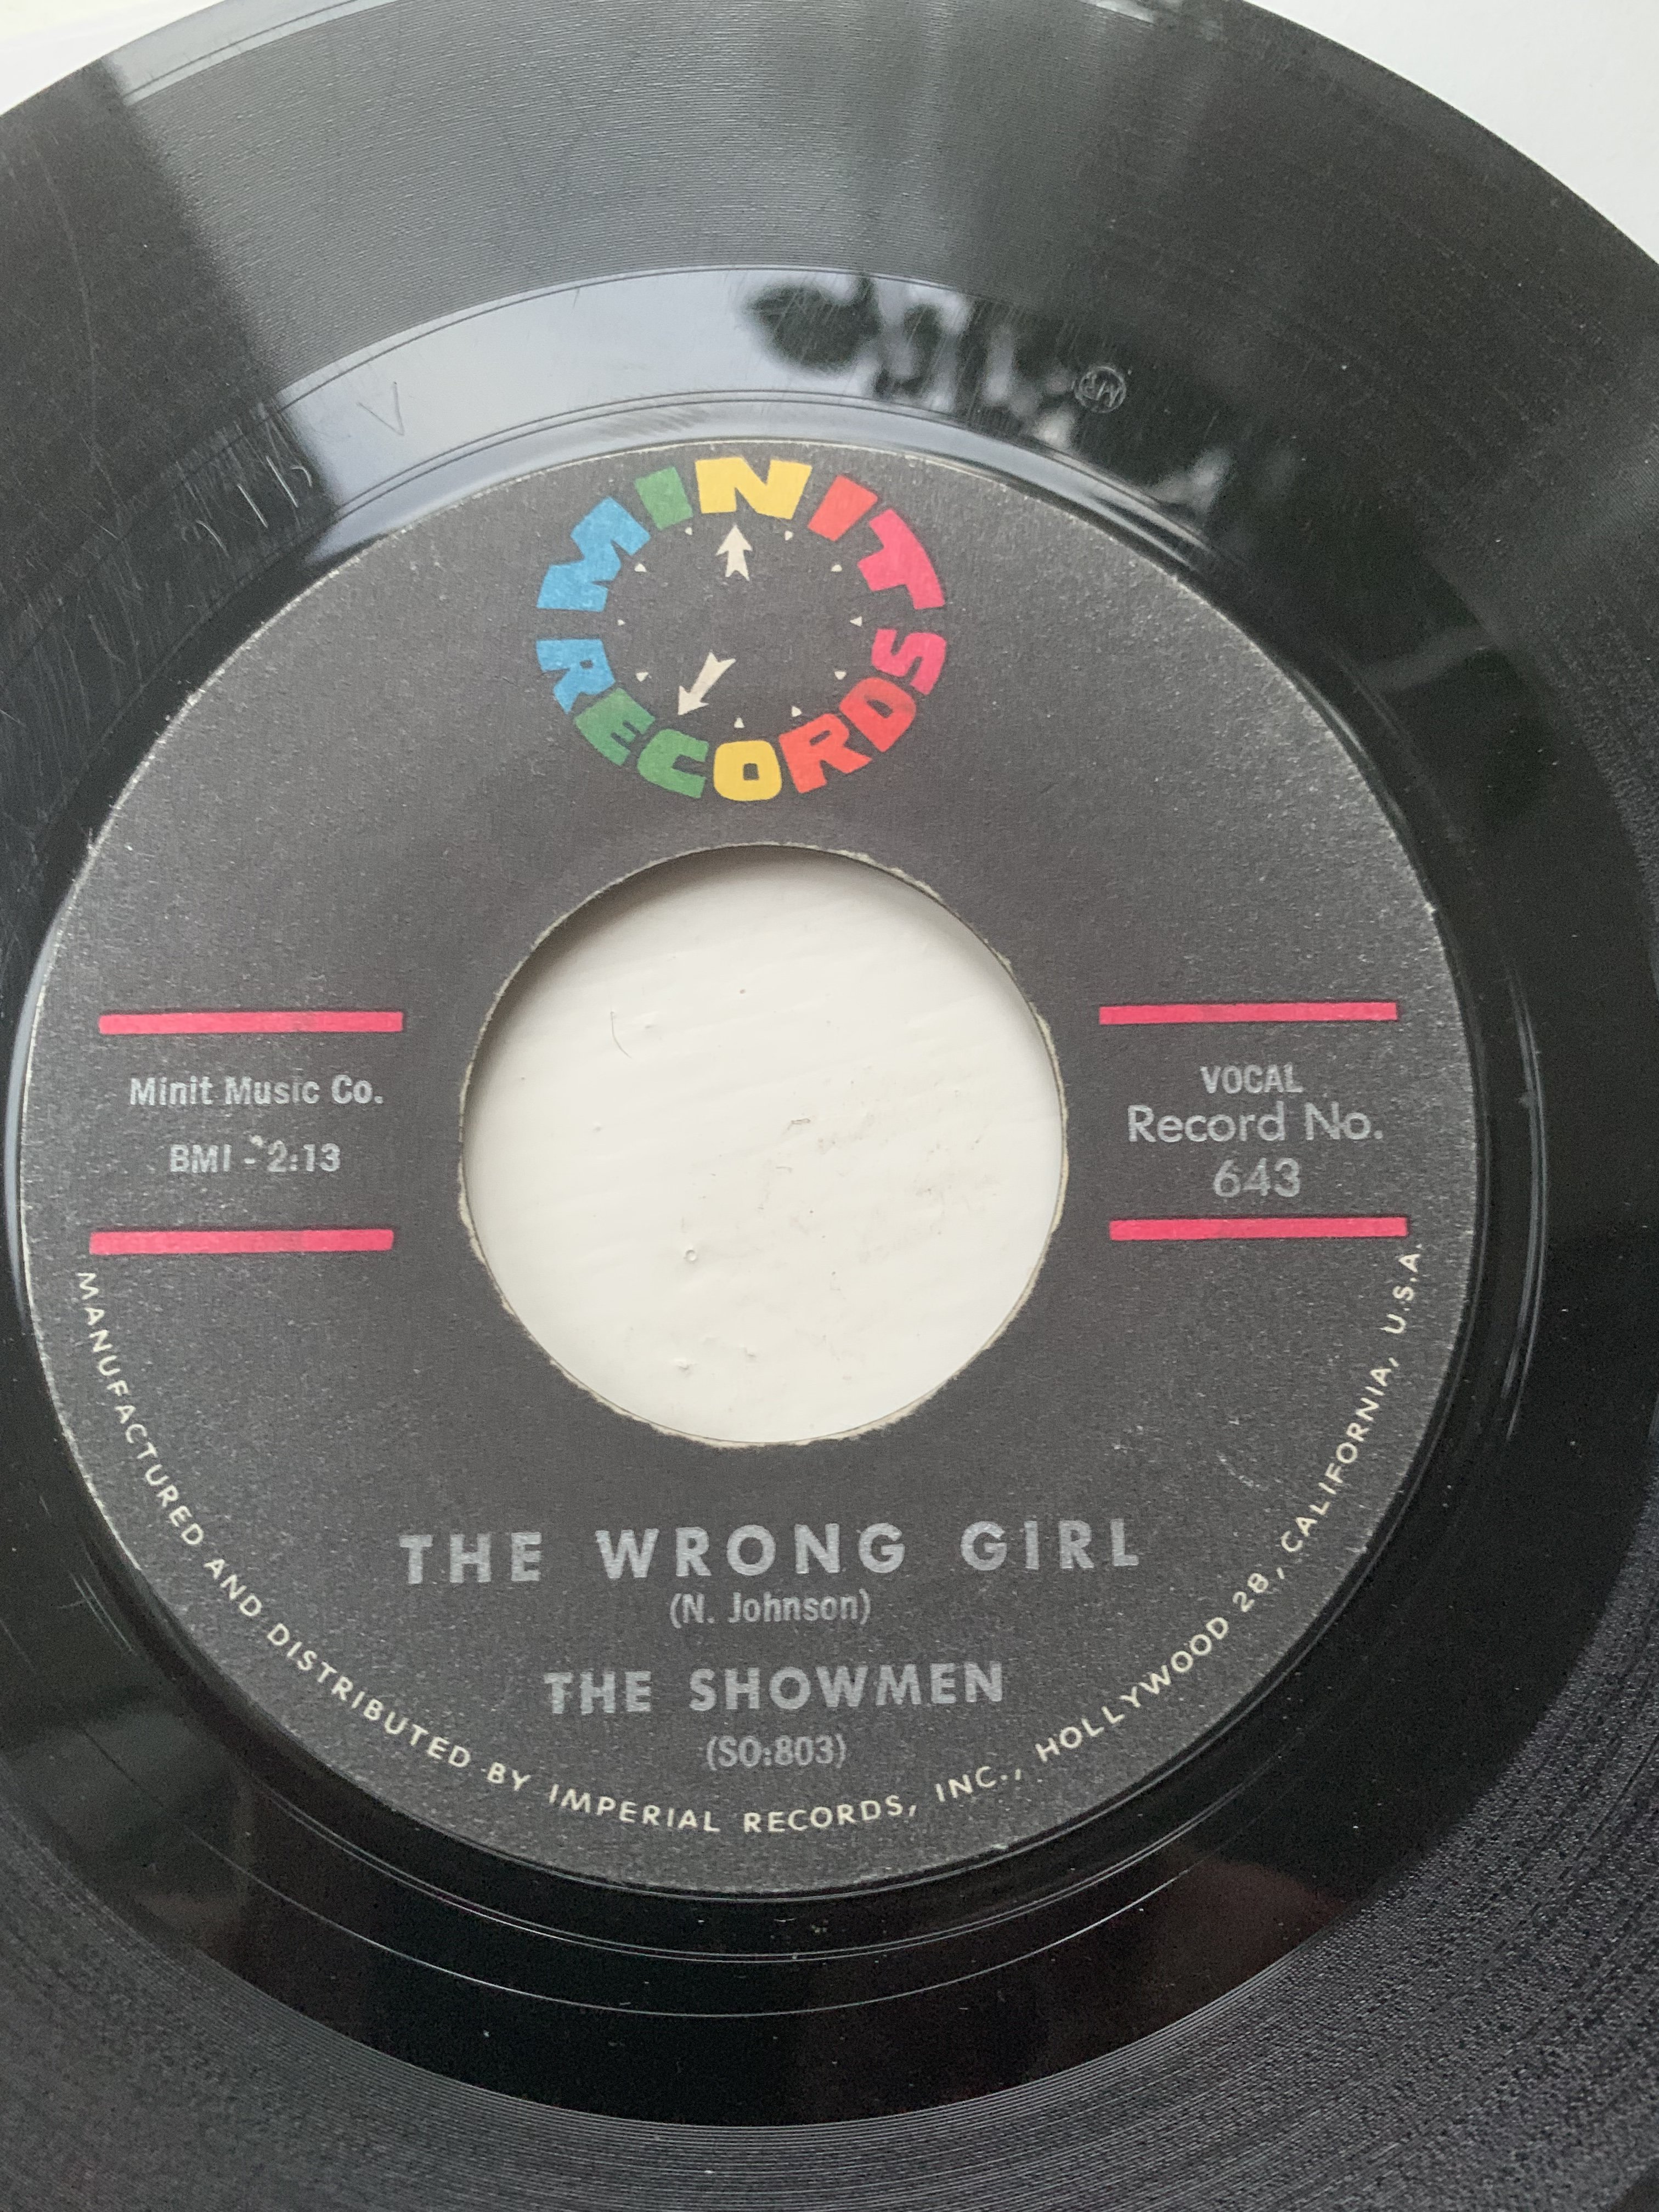 MINIT
RECORDS
Minit Music Co.
BMI - 2:13
VOCAL
Record No.
643
THE WRONG GIRL
(N. Johnson)
THE SHOWMEN
(SO:803)
MANUFACTURED AND DISTRIBUTED BY IMPERIAL RECORDS, INC., HOLLYWOOD 28, CALIFORNIA, U.S.A.